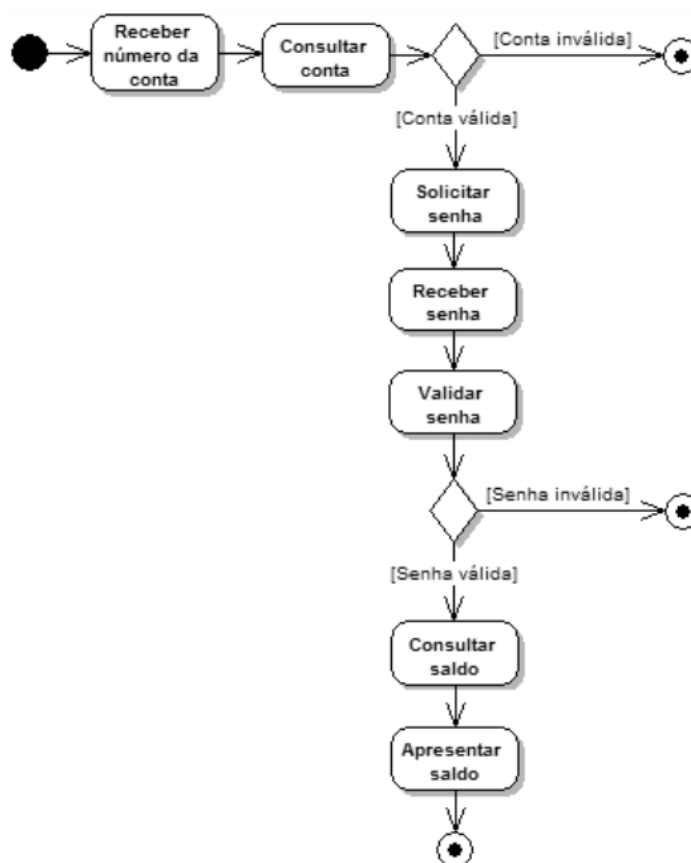 Receber
número da
conta
Consultar
conta
[Conta inválida]
[Conta válida]
Solicitar
senha
Receber
senha
Validar
senha
[Senha inválida]
[Senha válida]
Consultar
saldo
Apresentar
saldo